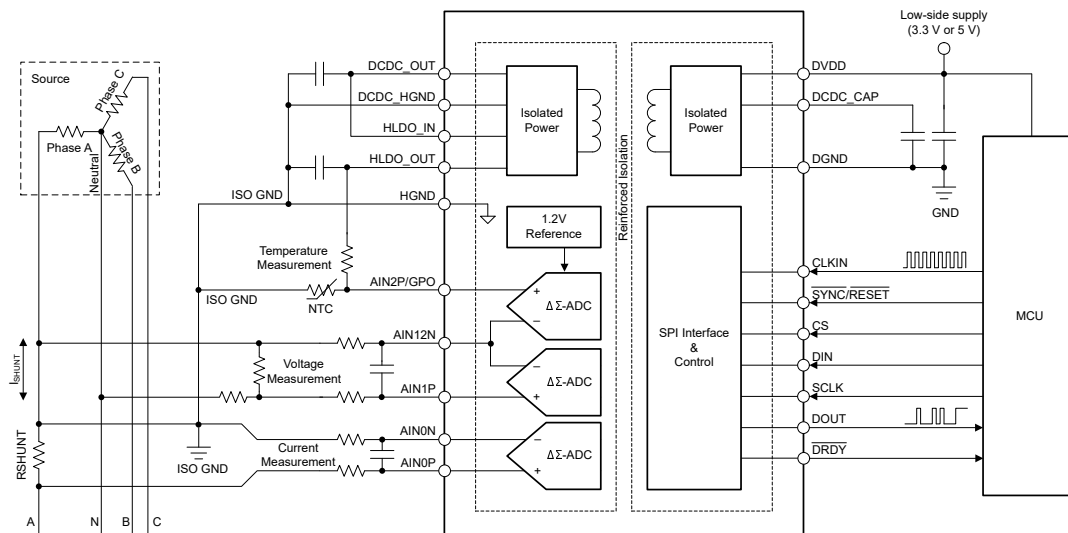 Source
Phase C
Phase A
Phase B
Neutral
ISO GND
Temperature
Measurement
ISO GND
NTC
I_SHUNT
Voltage
Measurement
RSHUNT
ISO GND
Current
Measurement
A
N
B
C
DCDC_OUT
DCDC_HGND
HLDO_IN
HLDO_OUT
HGND
AIN2P/GPO
AIN12N
AIN1P
AIN0N
AIN0P
Isolated
Power
1.2V
Reference
+
ΔΣ-ADC
−
−
ΔΣ-ADC
+
−
ΔΣ-ADC
+
Reinforced Isolation
Isolated
Power
SPI Interface
&
Control
Low-side supply
(3.3 V or 5 V)
DVDD
DCDC_CAP
DGND
GND
CLKIN
SYNC/RESET
CS
DIN
SCLK
DOUT
DRDY
MCU